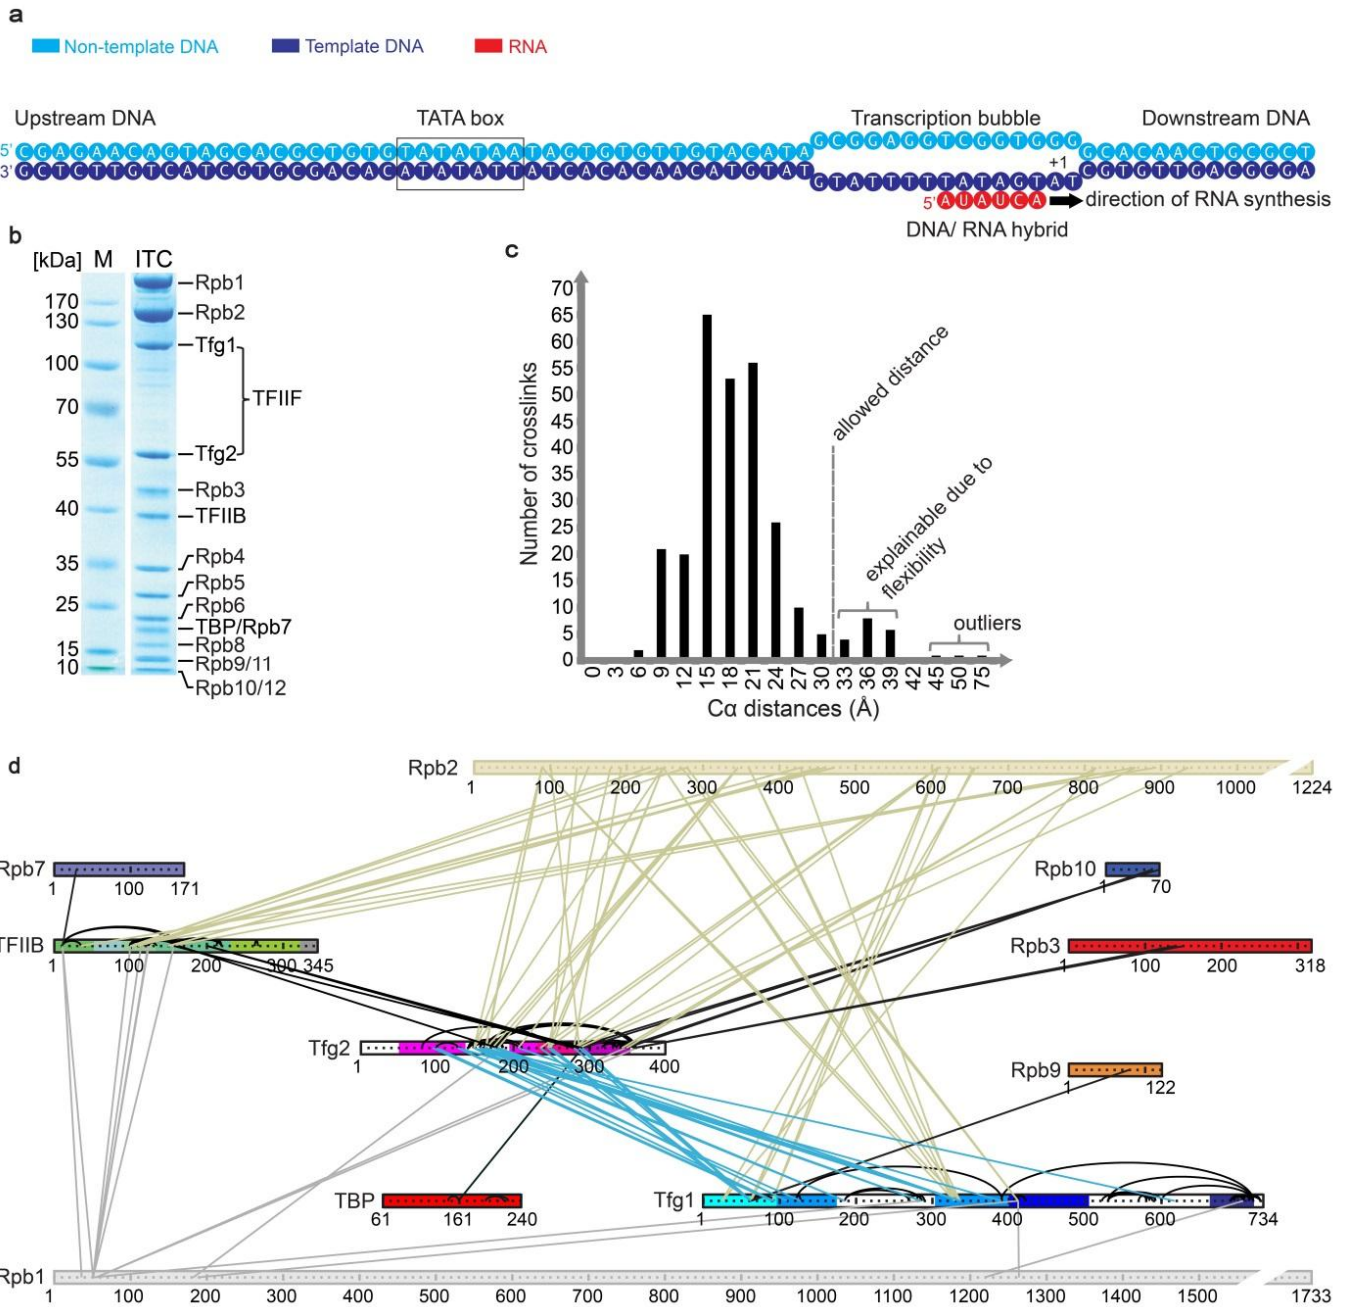 a
Non-template DNA
Template DNA
RNA
Upstream DNA
TATA box
Transcription bubble
Downstream DNA
5' CGAGAACAGTAGCACGCTGTGTATATAATAGTGTGTTGTACATA GCGGAGGTCGGTGGG GCACAACTGCGCT
+1
3' GCTCTTGTCATCGTGCGACACATATATTATCACACAACATGTAT GTATTTTTATAGTAT CGTGTTGACGCGA
5' AUAUCA direction of RNA synthesis
DNA/ RNA hybrid
b
[kDa] M ITC
170
130
100
70
55
40
35
25
15
10
Rpb1
Rpb2
Tfg1
TFIIF
Tfg2
Rpb3
TFIIB
Rpb4
Rpb5
Rpb6
TBP/Rpb7
Rpb8
Rpb9/11
Rpb10/12
c
Number of crosslinks
70
65
60
55
50
45
40
35
30
25
20
15
10
5
0
allowed distance
explainable due to
flexibility
outliers
0 3 6 9 12 15 18 21 24 27 30 33 36 39 42 45 50 75
Cα distances (Å)
d
Rpb2
1 100 200 300 400 500 600 700 800 900 1000 1224
Rpb7
1 100 171
Rpb10
1 70
TFIIB
1 100 200 300 345
Rpb3
1 100 200 318
Tfg2
1 100 200 300 400
Rpb9
1 122
TBP
61 161 240
Tfg1
1 100 200 300 400 500 600 734
Rpb1
1 100 200 300 400 500 600 700 800 900 1000 1100 1200 1300 1400 1500 1733